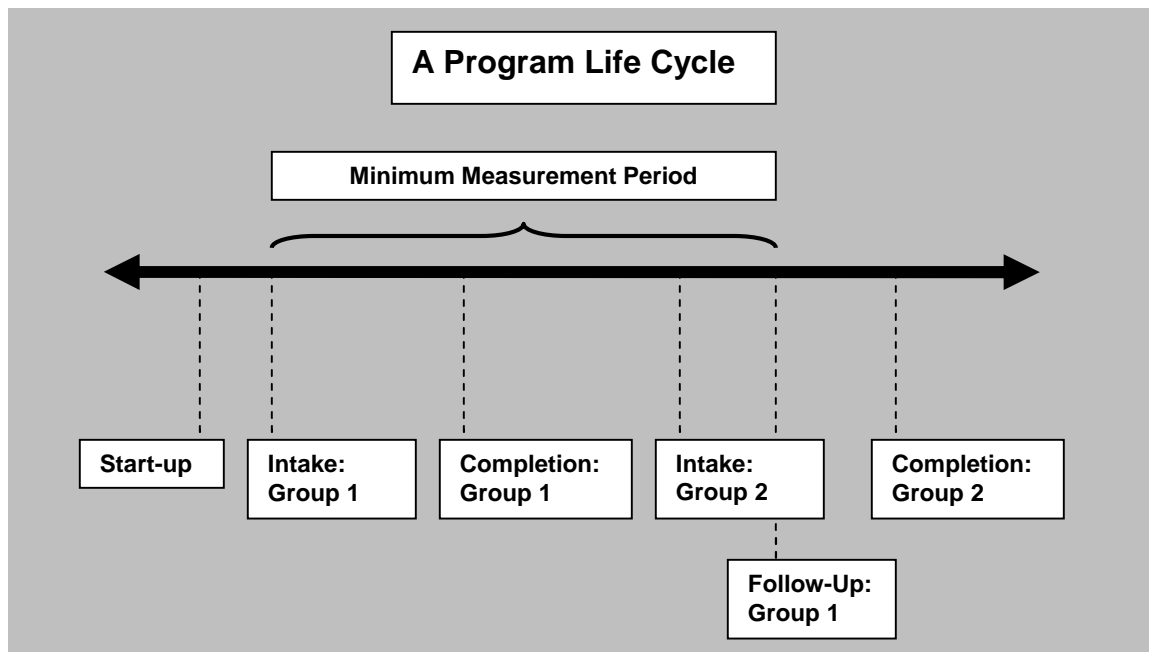 A Program Life Cycle
Minimum Measurement Period
Start-up
Intake:
Group 1
Completion:
Group 1
Intake:
Group 2
Completion:
Group 2
Follow-Up:
Group 1